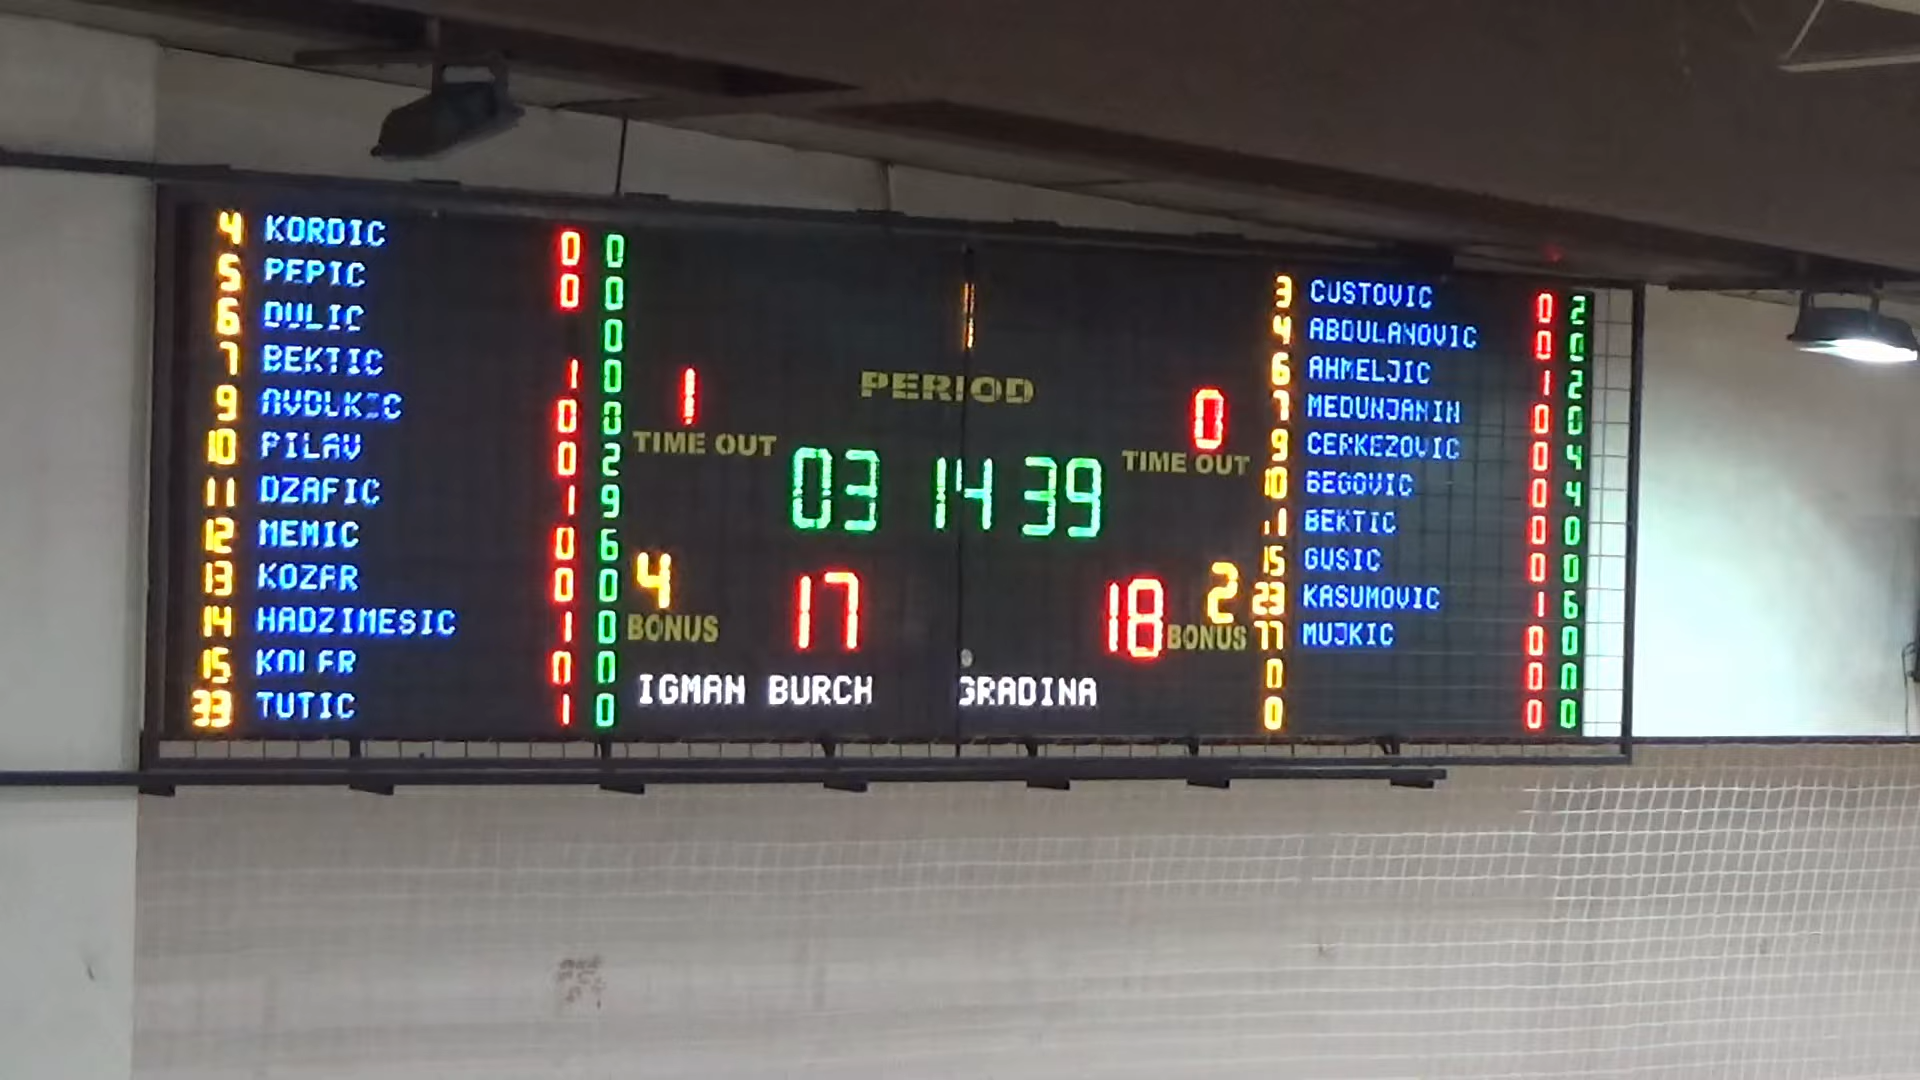 4 KORDIC 0 0
5 PEPIC 0 0
6 DULIC 0
7 BEKTIC 1 0
9 AVDUKIC 0 0
10 PILAV 0 2
11 DZAFIC 1 9
12 MEMIC 0 6
13 KOZAR 0 0
14 HADZIMESIC 1 0
15 KOLAR 0 0
33 TUTIC 1 0
1
PERIOD
1 0
TIME OUT TIME OUT
03 14 39
4 17 18 2
BONUS BONUS
IGMAN BURCH GRADINA
3 CUSTOVIC 0 2
4 ABDULANOVIC 0 0
6 AHMELJIC 1 2
7 MEDUNJANIN 0 0
9 CERKEZOVIC 0 4
10 BEGOVIC 0 4
11 BEKTIC 0 0
15 GUSIC 0 0
23 KASUMOVIC 1 6
77 MUJKIC 0 0
0 0 0
0 0 0